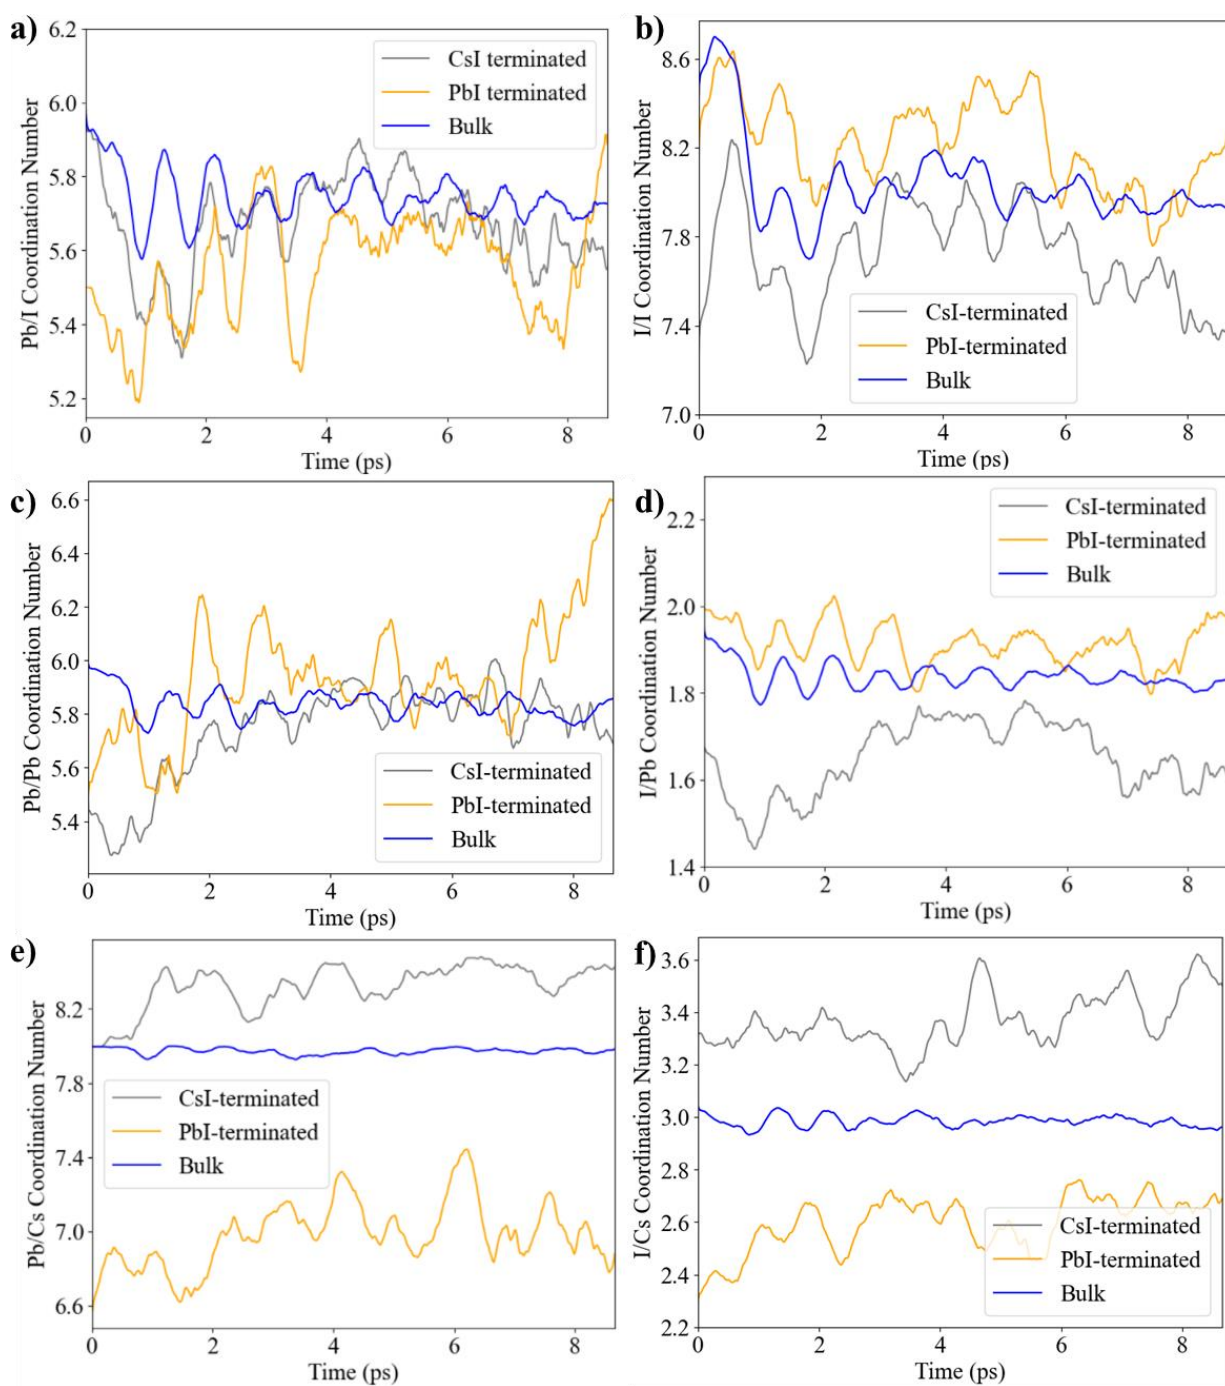 a)
6.2
6.0
5.8
5.6
5.4
5.2
Pb/I Coordination Number
CsI terminated
PbI terminated
Bulk
0
2
4
6
8
Time (ps)
b)
8.6
8.2
7.8
7.4
7.0
I/I Coordination Number
CsI-terminated
PbI-terminated
Bulk
0
2
4
6
8
Time (ps)
c)
6.6
6.4
6.2
6.0
5.8
5.6
5.4
Pb/Pb Coordination Number
CsI-terminated
PbI-terminated
Bulk
0
2
4
6
8
Time (ps)
d)
2.2
2.0
1.8
1.6
1.4
I/Pb Coordination Number
CsI-terminated
PbI-terminated
Bulk
0
2
4
6
8
Time (ps)
e)
8.2
7.8
7.4
7.0
6.6
Pb/Cs Coordination Number
CsI-terminated
PbI-terminated
Bulk
0
2
4
6
8
Time (ps)
f)
3.6
3.4
3.2
3.0
2.8
2.6
2.4
2.2
I/Cs Coordination Number
CsI-terminated
PbI-terminated
Bulk
0
2
4
6
8
Time (ps)